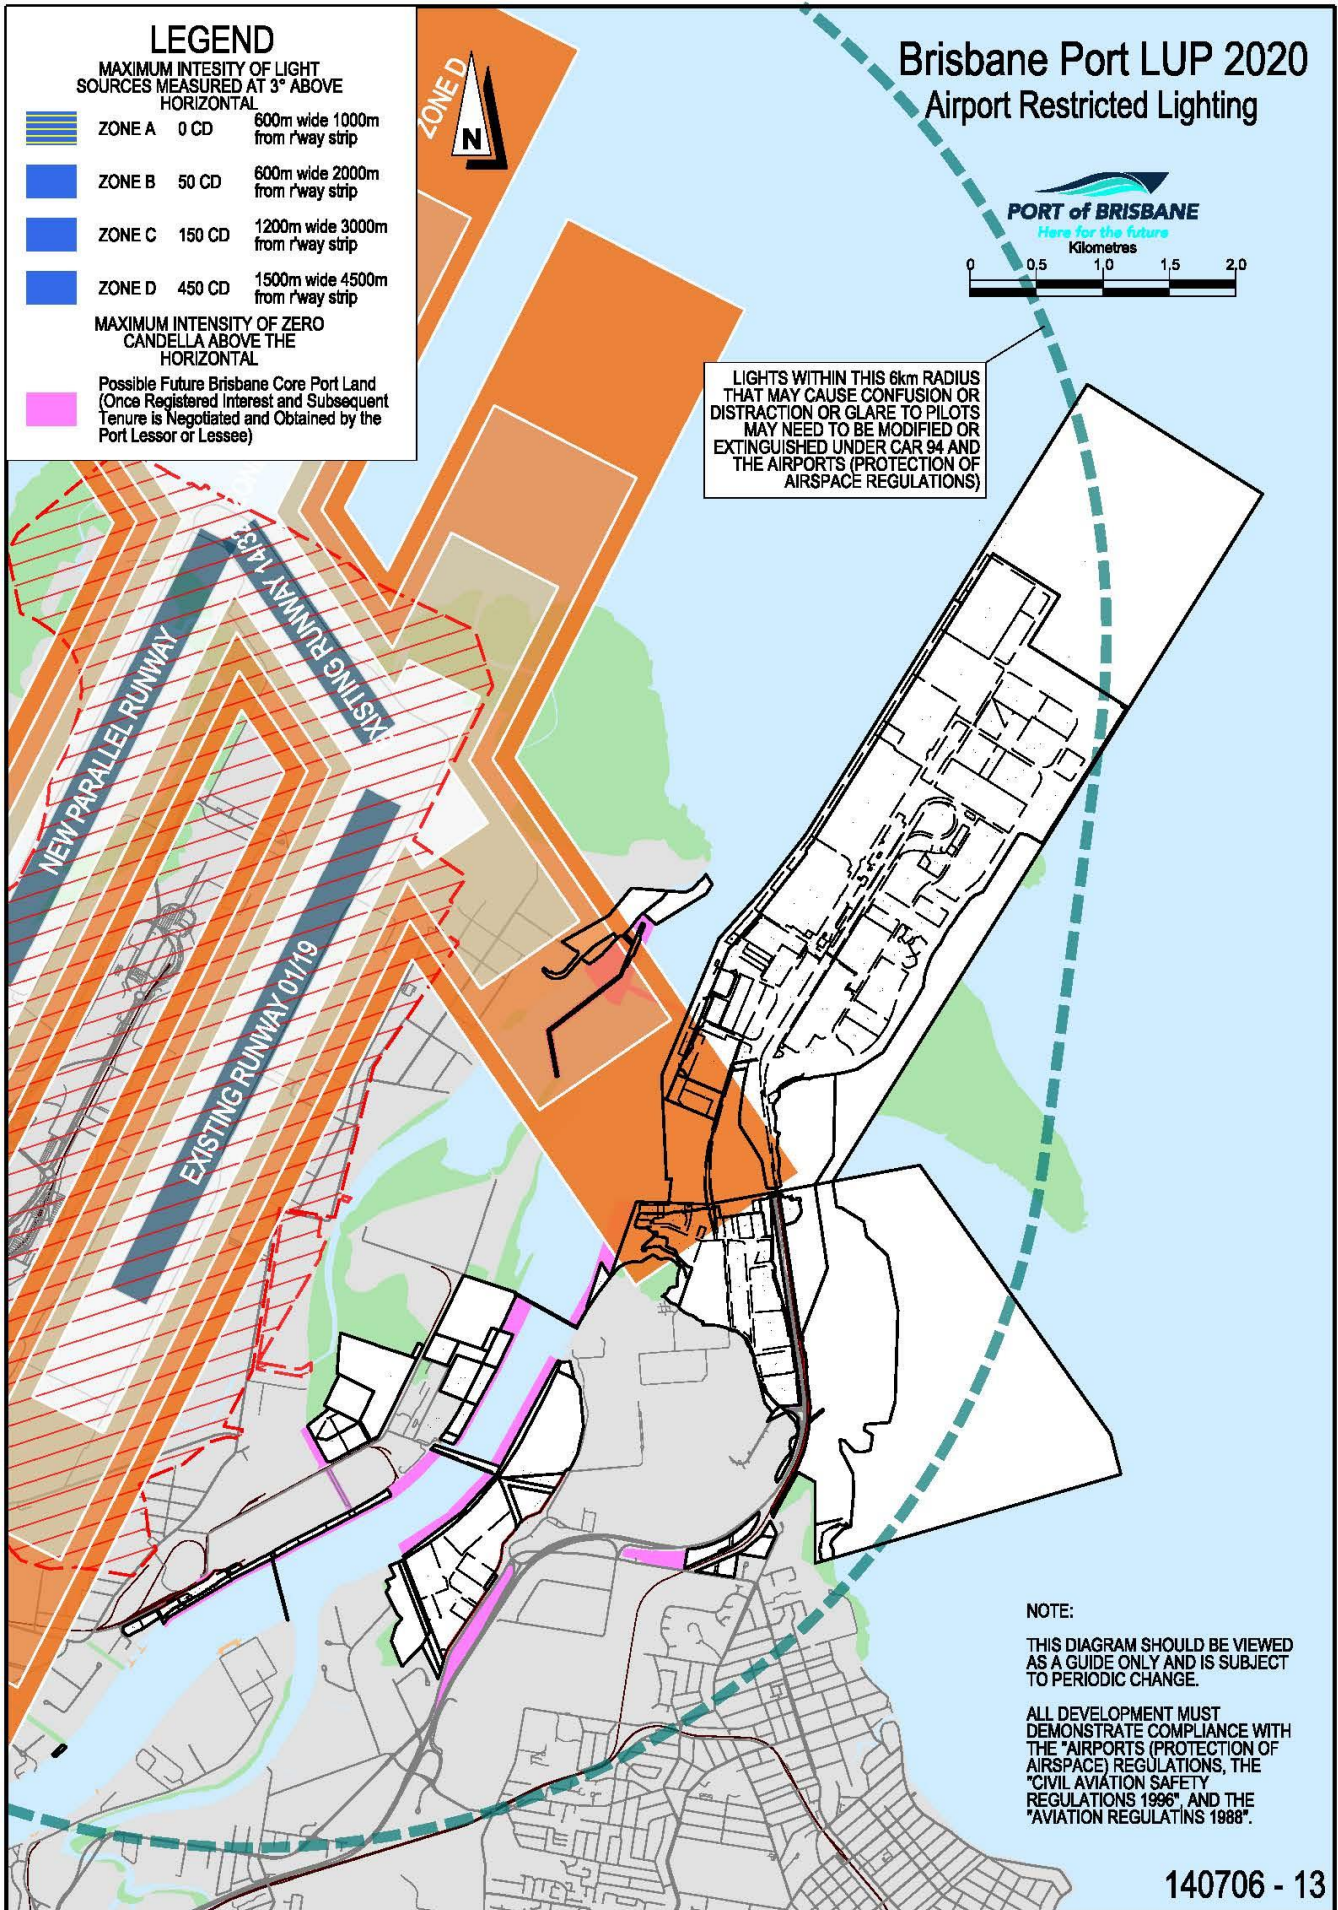 LEGEND
MAXIMUM INTESITY OF LIGHT
SOURCES MEASURED AT 3° ABOVE
HORIZONTAL
ZONE A 0 CD 600m wide 1000m
from r'way strip
ZONE B 50 CD 600m wide 2000m
from r'way strip
ZONE C 150 CD 1200m wide 3000m
from r'way strip
ZONE D 450 CD 1500m wide 4500m
from r'way strip
MAXIMUM INTENSITY OF ZERO
CANDELLA ABOVE THE
HORIZONTAL
Possible Future Brisbane Core Port Land
(Once Registered Interest and Subsequent
Tenure is Negotiated and Obtained by the
Port Lessor or Lessee)
ZONE D
N
Brisbane Port LUP 2020
Airport Restricted Lighting
PORT of BRISBANE
Here for the future
Kilometres
0 0.5 1.0 1.5 2.0
LIGHTS WITHIN THIS 6km RADIUS
THAT MAY CAUSE CONFUSION OR
DISTRACTION OR GLARE TO PILOTS
MAY NEED TO BE MODIFIED OR
EXTINGUISHED UNDER CAR 94 AND
THE AIRPORTS (PROTECTION OF
AIRSPACE REGULATIONS)
EXISTING RUNWAY 14/32
NEW PARALLEL RUNWAY
EXISTING RUNWAY 01/19
NOTE:
THIS DIAGRAM SHOULD BE VIEWED
AS A GUIDE ONLY AND IS SUBJECT
TO PERIODIC CHANGE.
ALL DEVELOPMENT MUST
DEMONSTRATE COMPLIANCE WITH
THE "AIRPORTS (PROTECTION OF
AIRSPACE) REGULATIONS, THE
"CIVIL AVIATION SAFETY
REGULATIONS 1996", AND THE
"AVIATION REGULATINS 1988".
140706 - 13